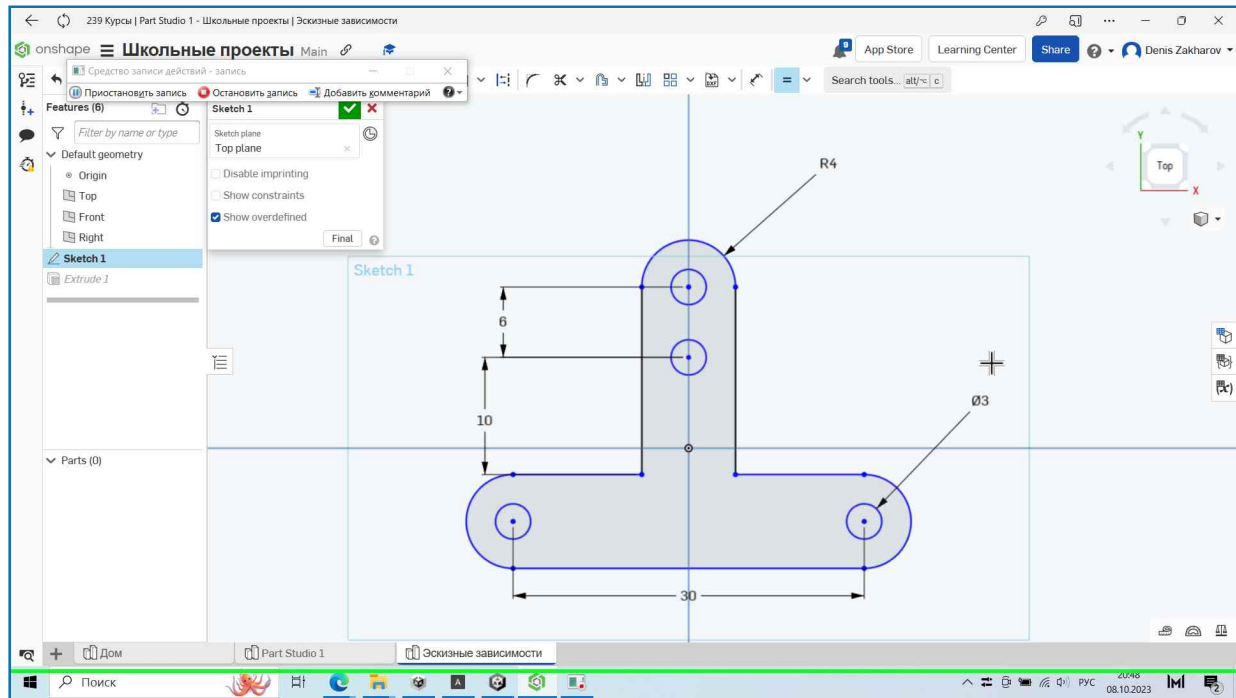 239 Курсы | Part Studio 1 - Школьные проекты | Эскизные зависимости
onshape Школьные проекты Main
9 App Store Learning Center Share Denis Zakharov
Средство записи действий - запись
Приостановить запись Остановить запись Добавить комментарий
Search tools... alt/⌥ c
Features (6)
Filter by name or type
Default geometry
Origin
Top
Front
Right
Sketch 1
Extrude 1
Parts (0)
Sketch 1
Sketch plane
Top plane
Disable imprinting
Show constraints
Show overdefined
Final
Sketch 1
R4
6
10
Ø3
30
Y
Top
X
(x)
Дом Part Studio 1 Эскизные зависимости
Поиск
РУС
20:48
08.10.2023
2